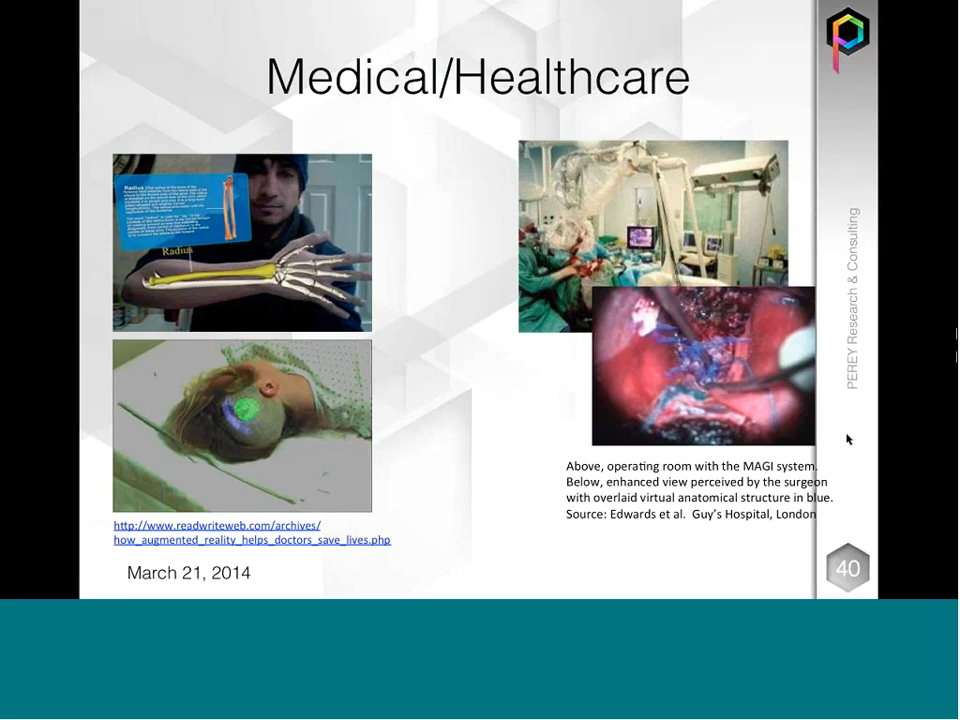 Medical/Healthcare
Radius
Radius
PEREY Research & Consulting
Above, operating room with the MAGI system.
Below, enhanced view perceived by the surgeon
with overlaid virtual anatomical structure in blue.
Source: Edwards et al.  Guy's Hospital, London
http://www.readwriteweb.com/archives/
how_augmented_reality_helps_doctors_save_lives.php
March 21, 2014
40